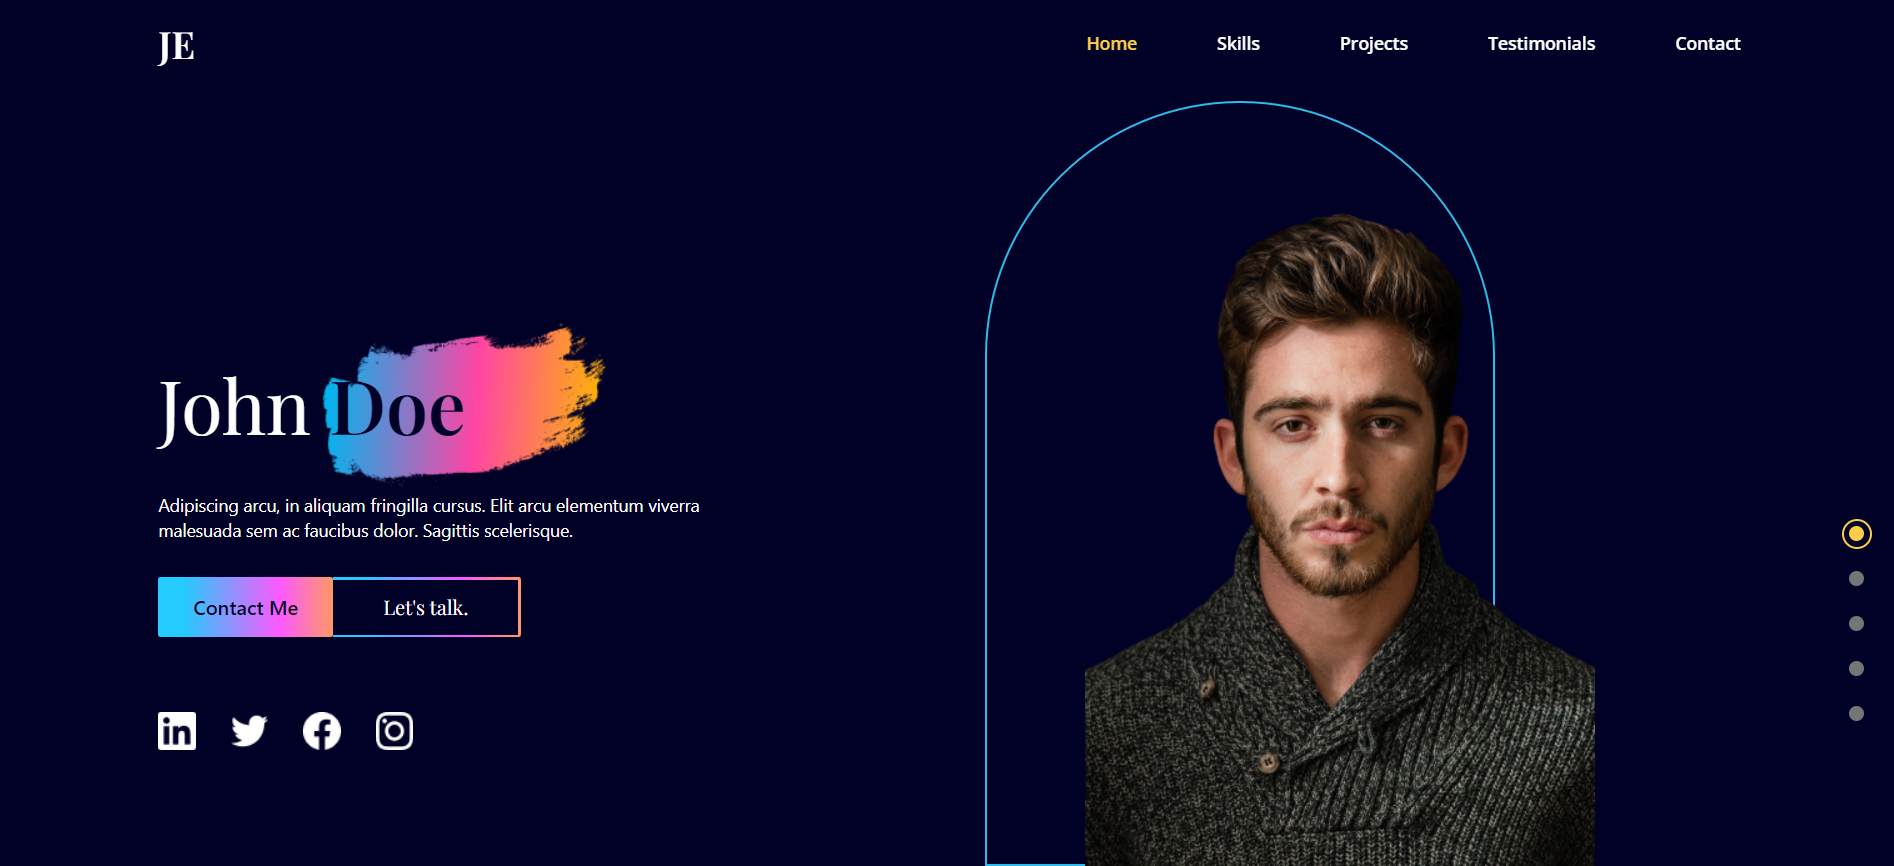 JE
Home Skills Projects Testimonials Contact
John Doe
Adipiscing arcu, in aliquam fringilla cursus. Elit arcu elementum viverra
malesuada sem ac faucibus dolor. Sagittis scelerisque.
Contact Me
Let's talk.
in